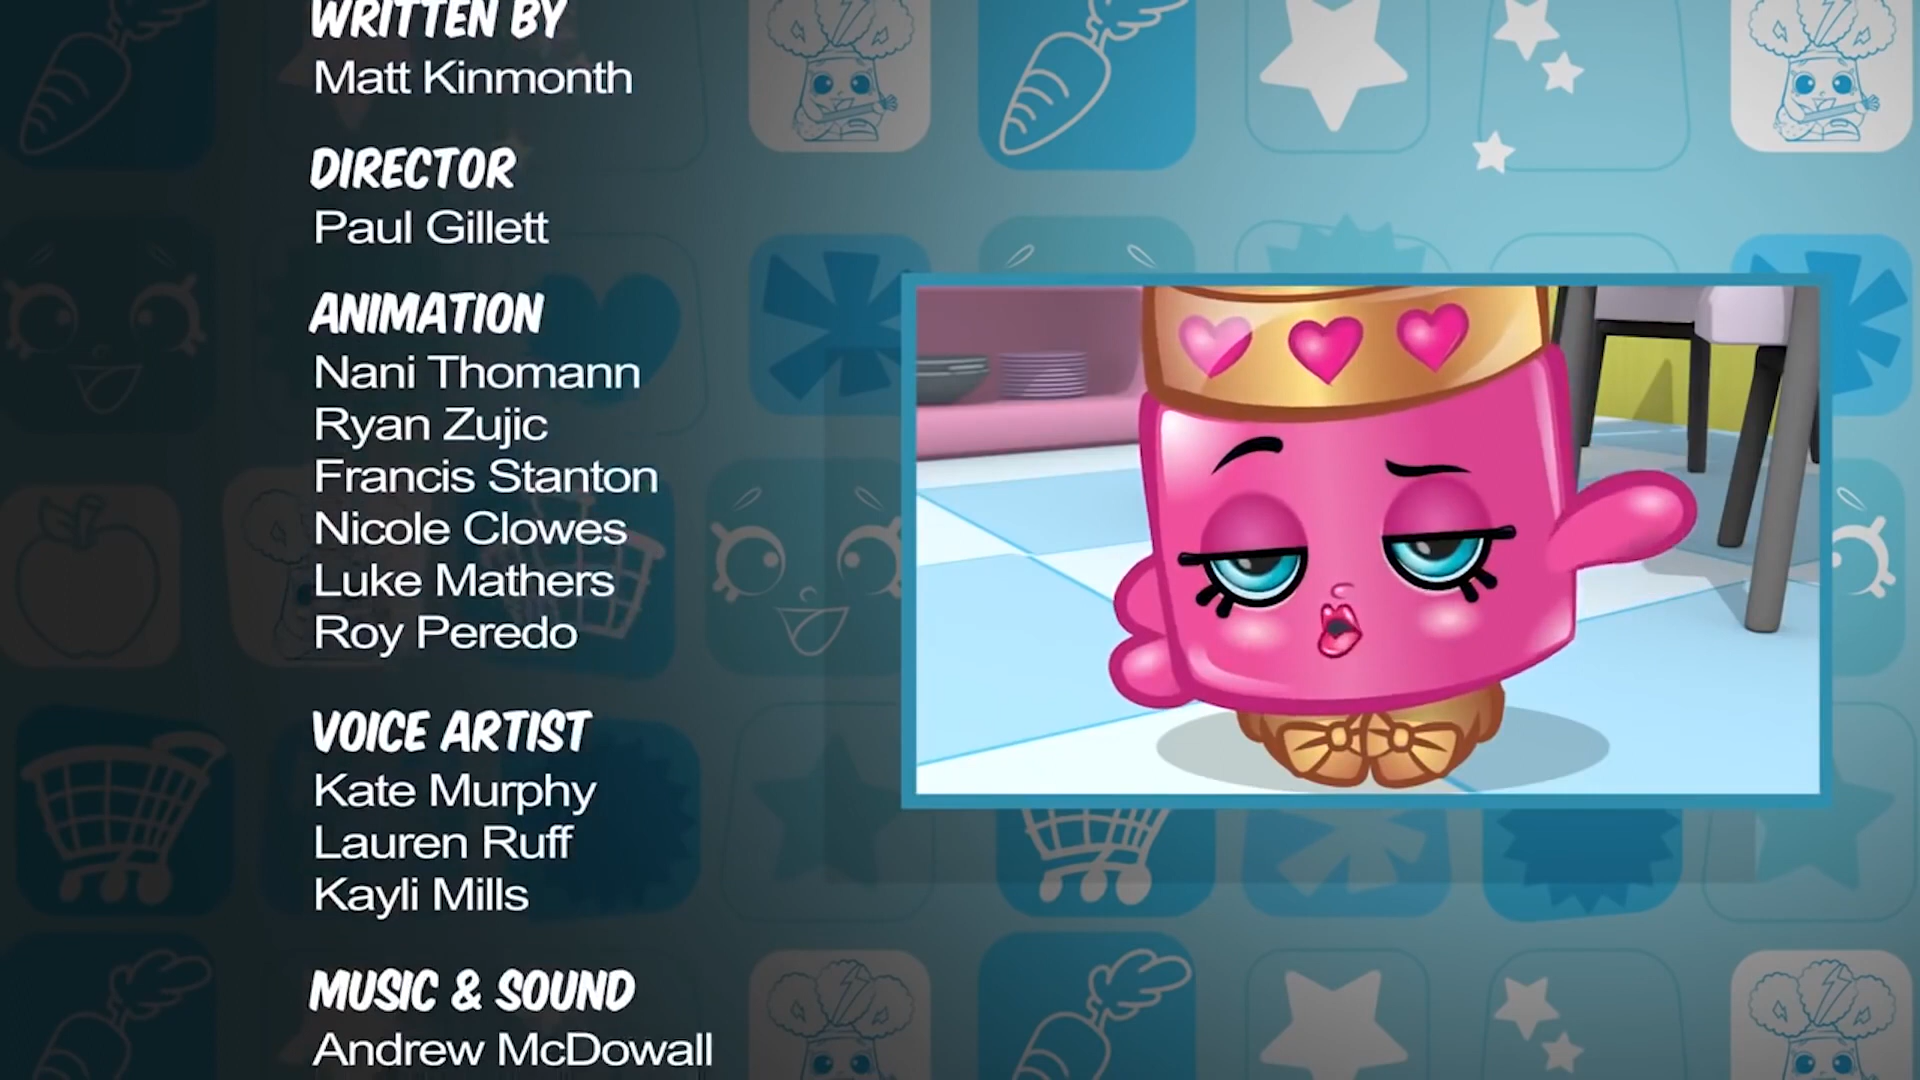 WRITTEN BY
Matt Kinmonth
DIRECTOR
Paul Gillett
ANIMATION
Nani Thomann
Ryan Zujic
Francis Stanton
Nicole Clowes
Luke Mathers
Roy Peredo
VOICE ARTIST
Kate Murphy
Lauren Ruff
Kayli Mills
MUSIC & SOUND
Andrew McDowall